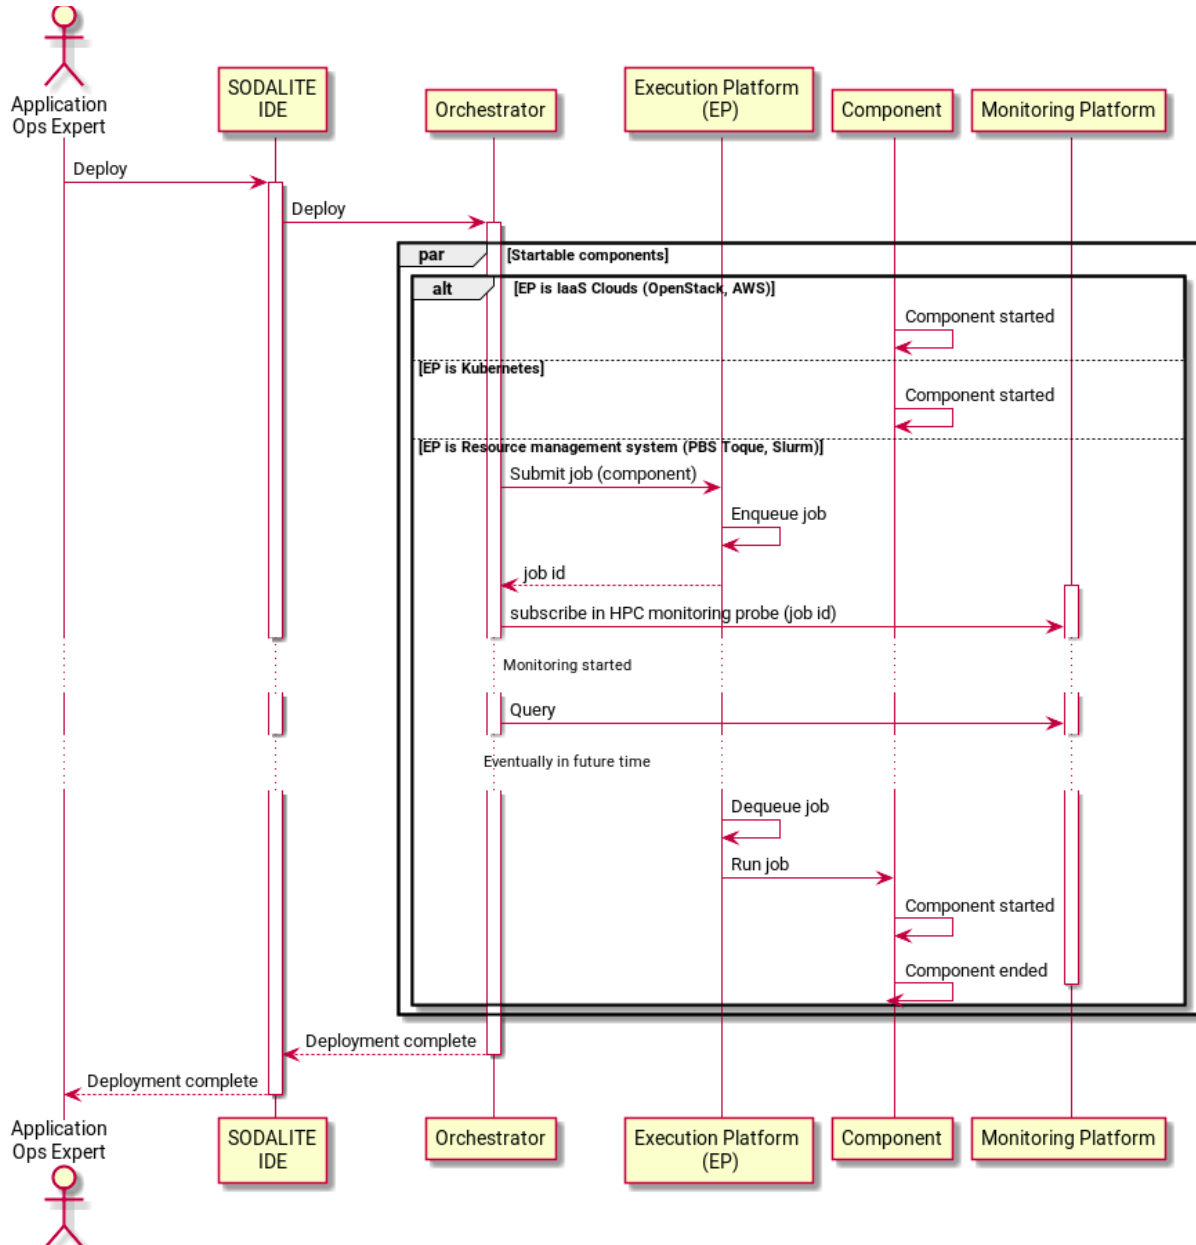 Application
Ops Expert
SODALITE
IDE
Orchestrator
Execution Platform
(EP)
Component
Monitoring Platform
Deploy
Deploy
par
[Startable components]
alt
[EP is IaaS Clouds (OpenStack, AWS)]
Component started
[EP is Kubernetes]
Component started
[EP is Resource management system (PBS Toque, Slurm)]
Submit job (component)
Enqueue job
job id
subscribe in HPC monitoring probe (job id)
Monitoring started
Query
Eventually in future time
Dequeue job
Run job
Component started
Component ended
Deployment complete
Deployment complete
Application
Ops Expert
SODALITE
IDE
Orchestrator
Execution Platform
(EP)
Component
Monitoring Platform